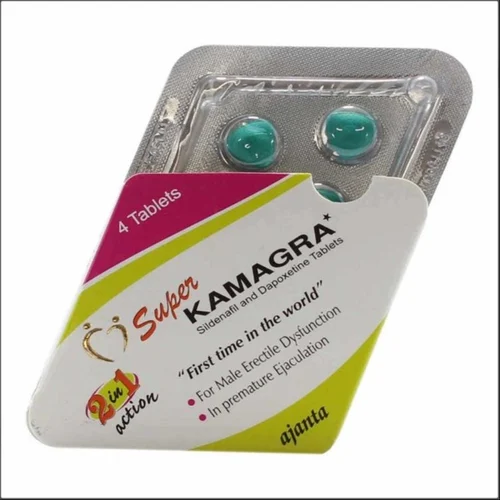 4 Tablets
Super
KAMAGRA*
Sildenafil and Dapoxetine Tablets
"First time in the world"
• For Male Erectile Dysfunction
• In premature Ejaculation
2 in 1
action
ajanta